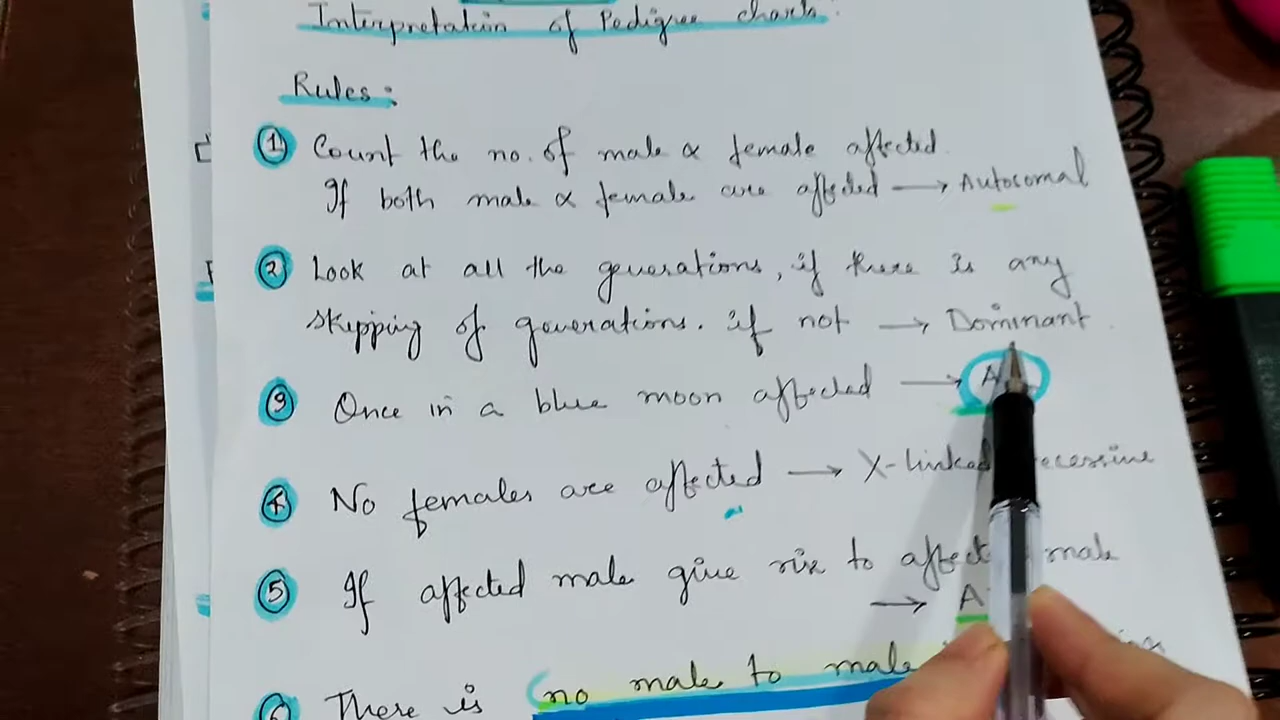 Interpretation of Pedigree charts:
Rules:
① Count the no. of male & female affected.
If both male & female are affected → Autosomal
② Look at all the generations, if there is any
skipping of generations. if not → Dominant.
③ Once in a blue moon affected → A
④ No females are affected → X-linked recessive
⑤ If affected male give rise to affected male
→ A
⑥ There is no male to male